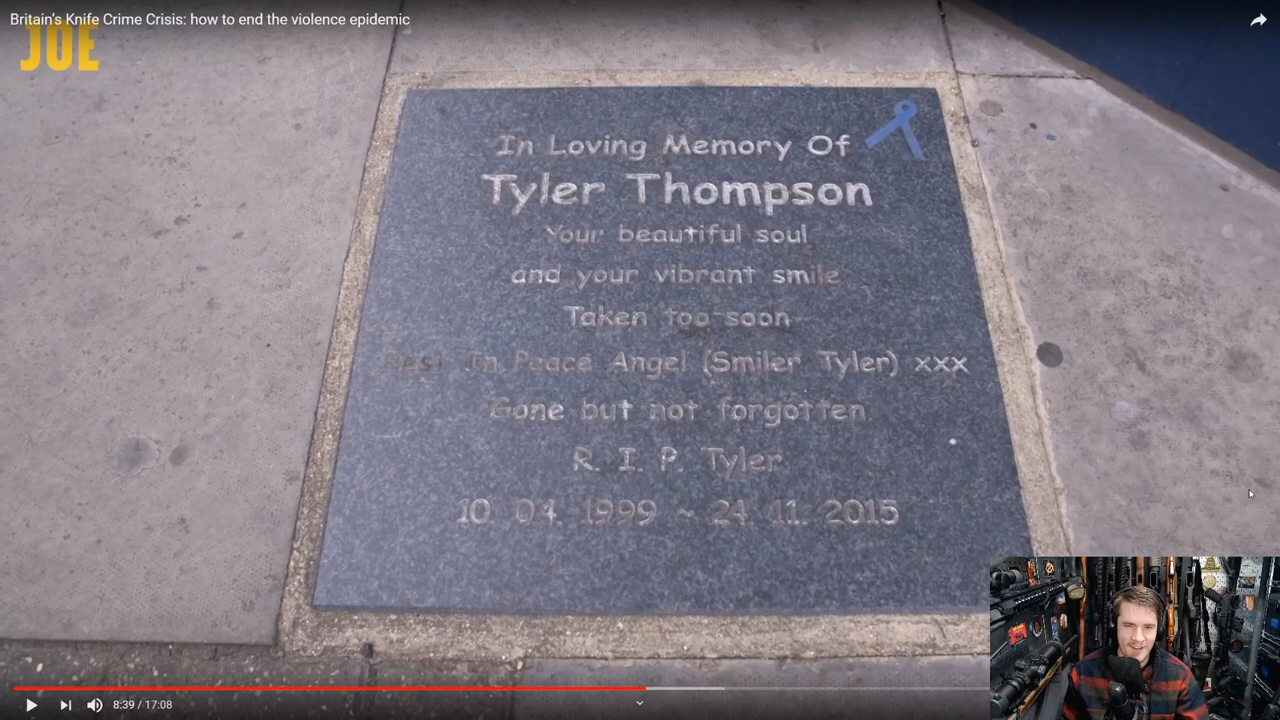 Britain's Knife Crime Crisis: how to end the violence epidemic
JOE
In Loving Memory Of
Tyler Thompson
Your beautiful soul
and your vibrant smile
Taken too soon
Rest In Peace Angel (Smiler Tyler) xxx
Gone but not forgotten
R. I. P. Tyler
10. 04. 1999 ~ 24. 11. 2015
8:39 / 17:08